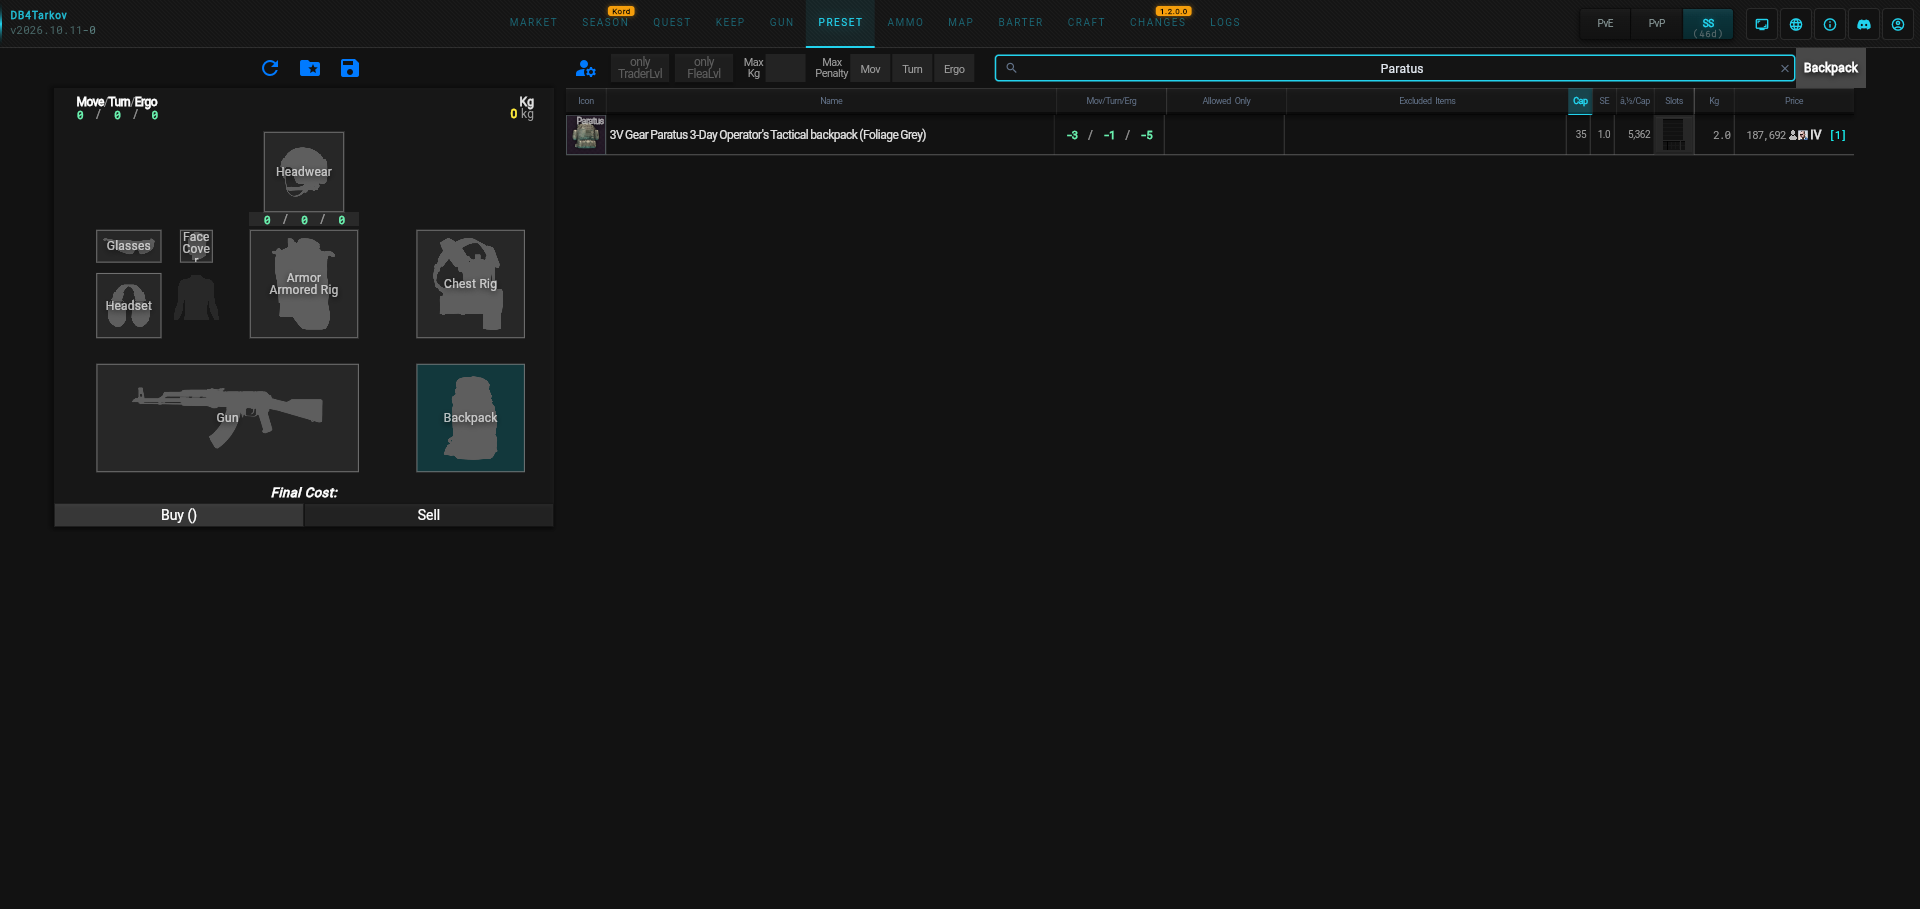 DB4Tarkov
v2026.10.11-0
MARKET
SEASON
Kord
QUEST
KEEP
GUN
PRESET
AMMO
MAP
BARTER
CRAFT
CHANGES
1.2.0.0
LOGS
PvE
PvP
SS
(46d)
only
TraderLvl
only
FleaLvl
Max
Kg
Max
Penalty
Mov
Turn
Ergo
Paratus
Backpack
Move/Turn/Ergo
0 / 0 / 0
Kg
0 kg
Headwear
0 / 0 / 0
Glasses
Face
Cove
r
Headset
Armor
Armored Rig
Chest Rig
Gun
Backpack
Final Cost:
Buy ()
Sell
Icon
Name
Mov/Turn/Erg
Allowed Only
Excluded Items
Cap
SE
â‚½/Cap
Slots
Kg
Price
Paratus
3V Gear Paratus 3-Day Operator's Tactical backpack (Foliage Grey)
-3 / -1 / -5
35
1.0
5,362
2.0
187,692 IV [1]